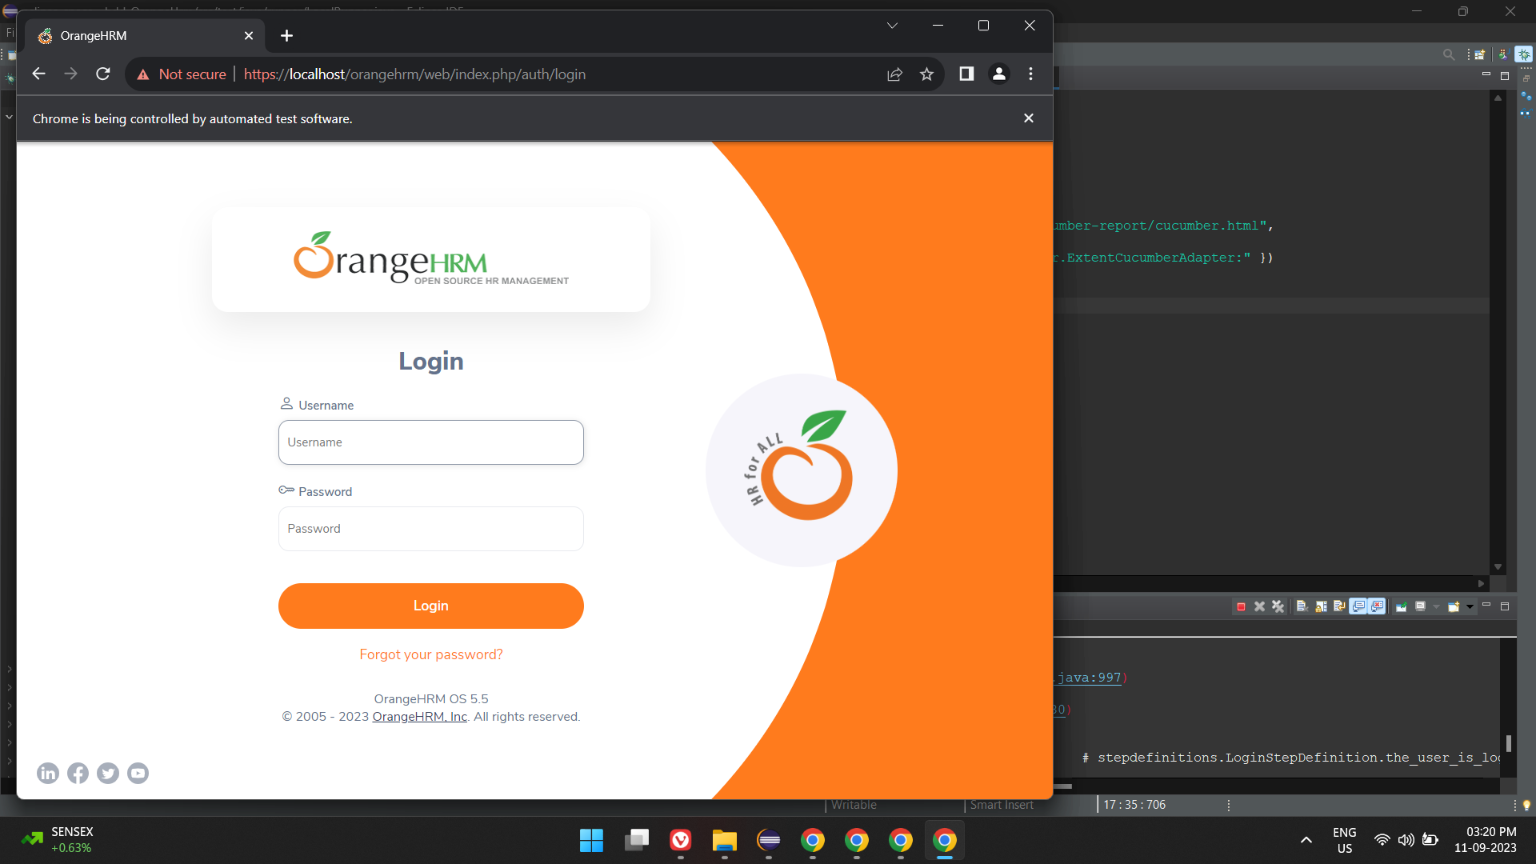 OrangeHRM
Not secure
https://localhost/orangehrm/web/index.php/auth/login
Chrome is being controlled by automated test software.
OrangeHRM
OPEN SOURCE HR MANAGEMENT
Login
Username
Username
Password
Password
Login
Forgot your password?
OrangeHRM OS 5.5
© 2005 - 2023 OrangeHRM, Inc. All rights reserved.
HR for ALL
umber-report/cucumber.html",
r.ExtentCucumberAdapter:" })
.java:997)
30)
# stepdefinitions.LoginStepDefinition.the_user_is_log
Writable
Smart Insert
17 : 35 : 706
SENSEX
+0.63%
ENG
US
03:20 PM
11-09-2023